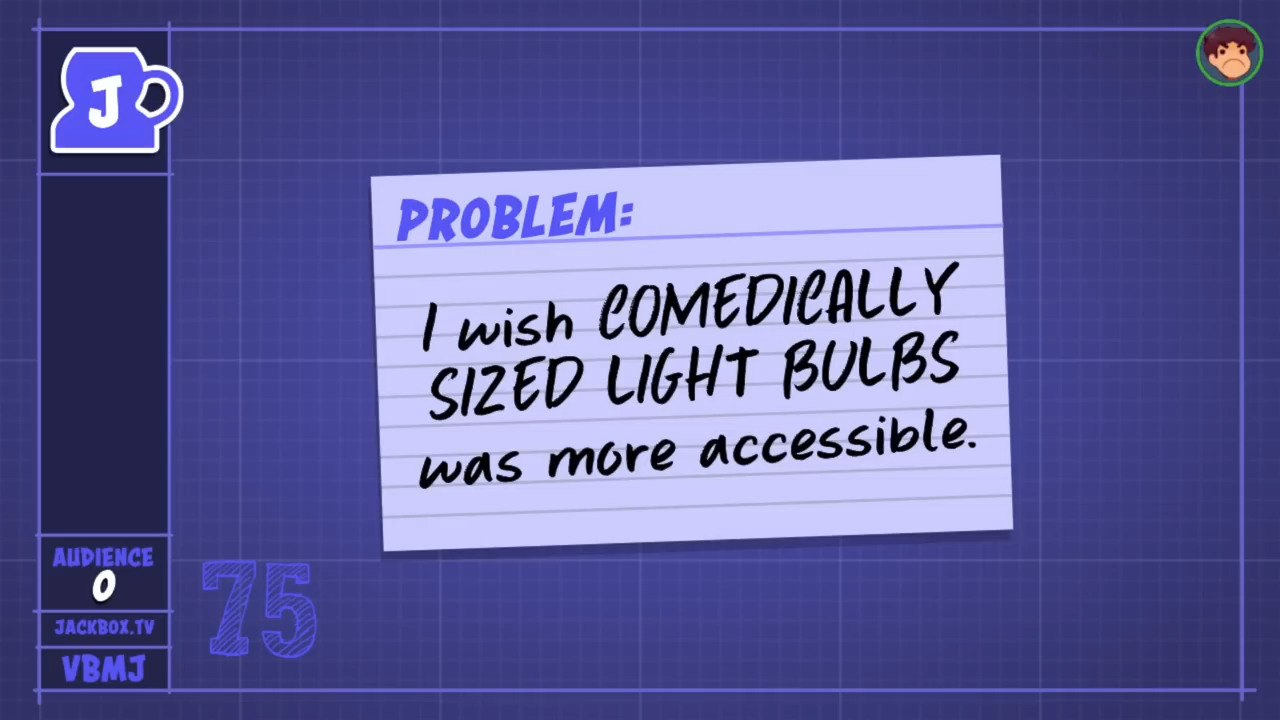 J
PROBLEM:
I wish COMEDICALLY
SIZED LIGHT BULBS
was more accessible.
AUDIENCE
0
JACKBOX.TV
VBMJ
75